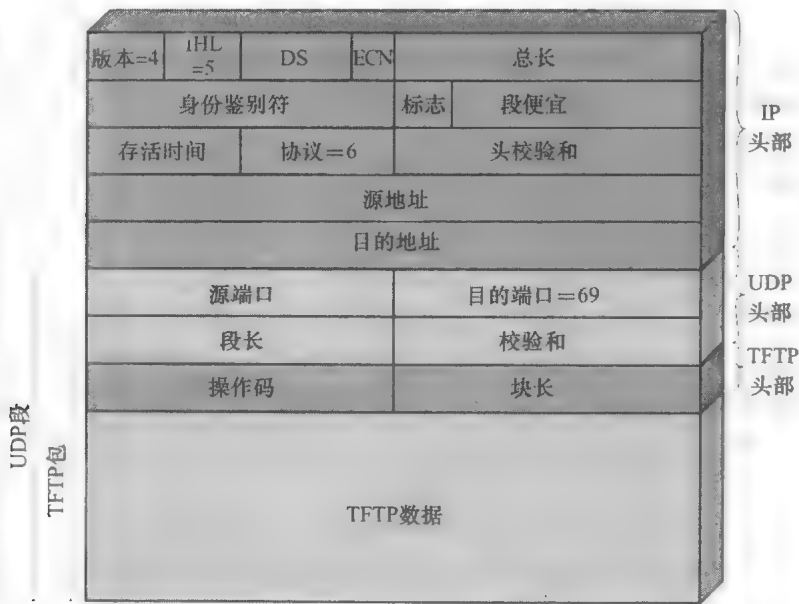 版本=4
IHL
=5
DS
ECN
总长
身份鉴别符
标志
段便宜
IP
头部
存活时间
协议=6
头校验和
源地址
目的地址
源端口
目的端口=69
UDP
头部
段长
校验和
TFTP
头部
操作码
块长
UDP段
TFTP包
TFTP数据